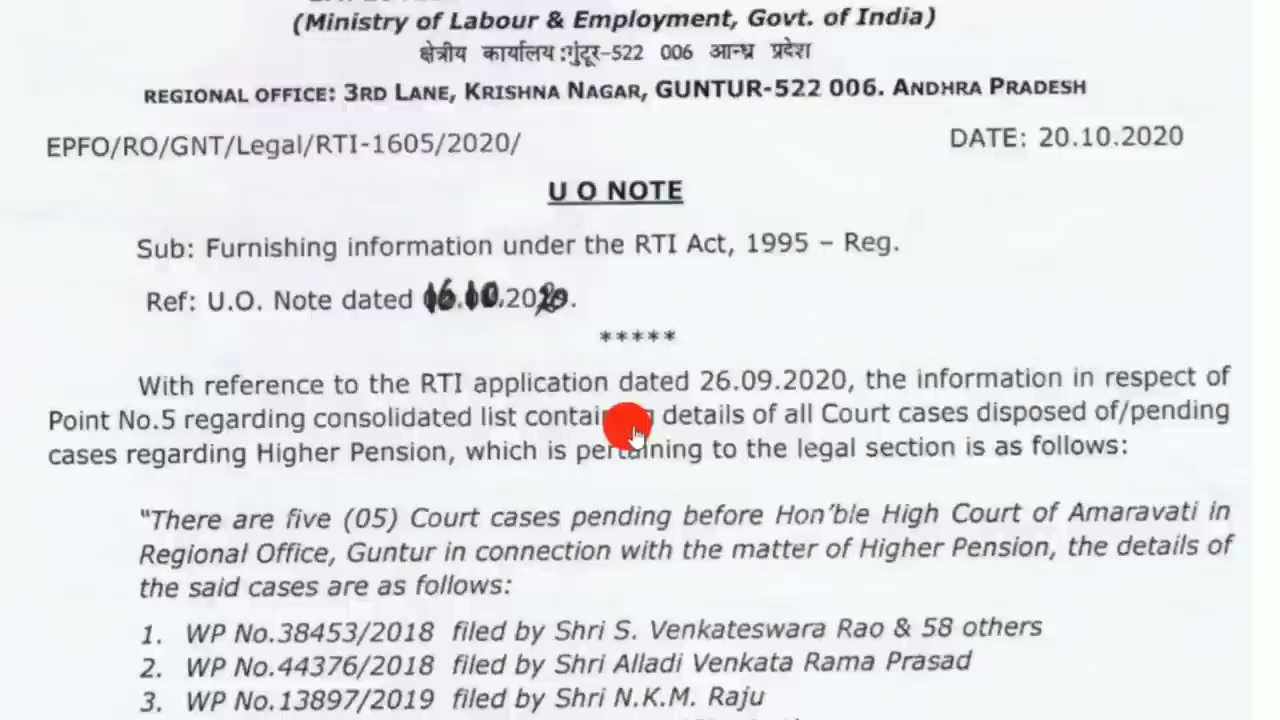 (Ministry of Labour & Employment, Govt. of India)
क्षेत्रीय कार्यालय :गुंटूर-522 006 आन्ध्र प्रदेश
REGIONAL OFFICE: 3RD LANE, KRISHNA NAGAR, GUNTUR-522 006. ANDHRA PRADESH
EPFO/RO/GNT/Legal/RTI-1605/2020/ DATE: 20.10.2020
U O NOTE
Sub: Furnishing information under the RTI Act, 1995 – Reg.
Ref: U.O. Note dated 16.10.2020.
*****
With reference to the RTI application dated 26.09.2020, the information in respect of
Point No.5 regarding consolidated list details of all Court cases disposed of/pending
cases regarding Higher Pension, which is pertaining to the legal section is as follows:
"There are five (05) Court cases pending before Hon'ble High Court of Amaravati in
Regional Office, Guntur in connection with the matter of Higher Pension, the details of
the said cases are as follows:
1. WP No.38453/2018 filed by Shri S. Venkateswara Rao & 58 others
2. WP No.44376/2018 filed by Shri Alladi Venkata Rama Prasad
3. WP No.13897/2019 filed by Shri N.K.M. Raju